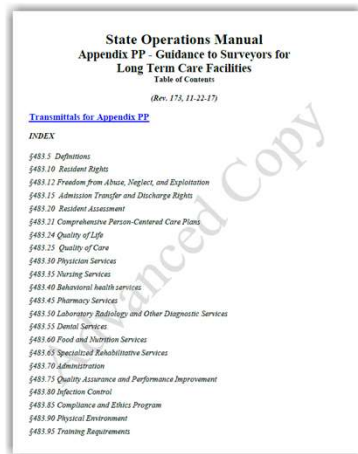 State Operations Manual
Appendix PP - Guidance to Surveyors for
Long Term Care Facilities
Table of Contents
(Rev. 173, 11-22-17)
Transmittals for Appendix PP
INDEX
§483.5 Definitions
§483.10 Resident Rights
§483.12 Freedom from Abuse, Neglect, and Exploitation
§483.15 Admission Transfer and Discharge Rights
§483.20 Resident Assessment
§483.21 Comprehensive Person-Centered Care Plans
§483.24 Quality of Life
§483.25 Quality of Care
§483.30 Physician Services
§483.35 Nursing Services
§483.40 Behavioral health services
§483.45 Pharmacy Services
§483.50 Laboratory Radiology and Other Diagnostic Services
§483.55 Dental Services
§483.60 Food and Nutrition Services
§483.65 Specialized Rehabilitative Services
§483.70 Administration
§483.75 Quality Assurance and Performance Improvement
§483.80 Infection Control
§483.85 Compliance and Ethics Program
§483.90 Physical Environment
§483.95 Training Requirements
Advanced Copy